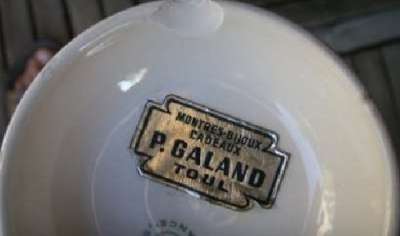 MONTRES-BIJOUX
CADEAUX
P. GALAND
TOUL